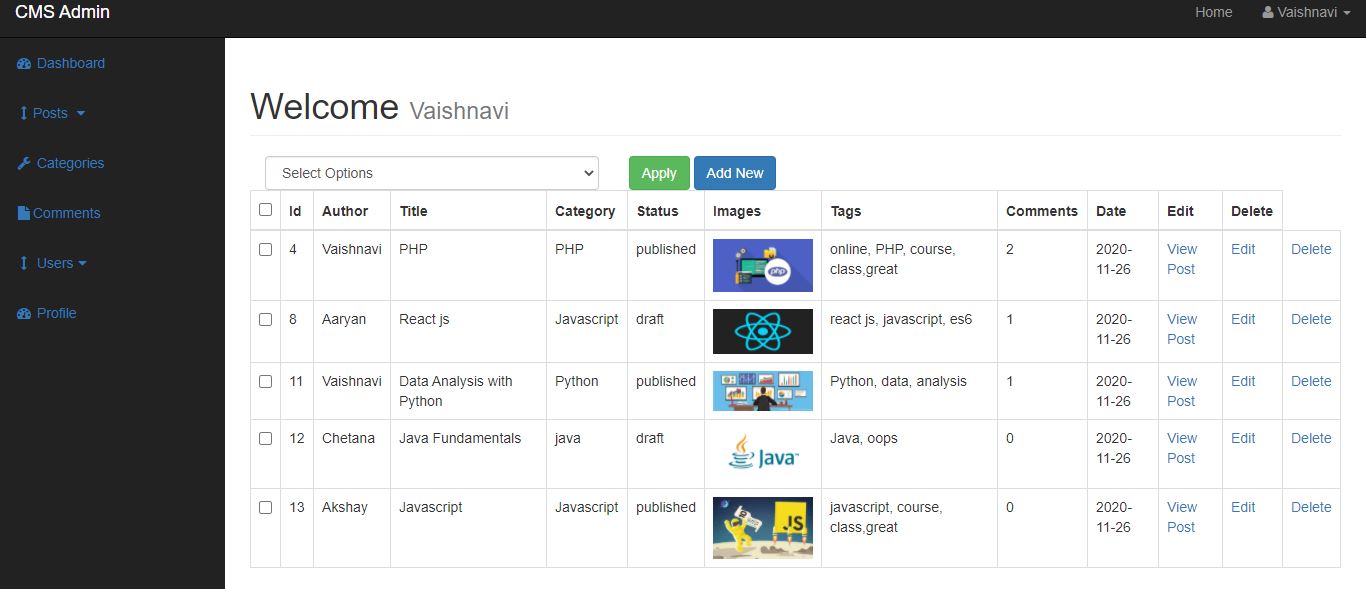 CMS Admin
Home
Vaishnavi
Dashboard
Posts
Categories
Comments
Users
Profile
Welcome Vaishnavi
Select Options
Apply
Add New
Id Author Title Category Status Images Tags Comments Date Edit Delete
4 Vaishnavi PHP PHP published php online, PHP, course, 2 2020- View Edit Delete
class,great 11-26 Post
8 Aaryan React js Javascript draft react js, javascript, es6 1 2020- View Edit Delete
11-26 Post
11 Vaishnavi Data Analysis with Python published Python, data, analysis 1 2020- View Edit Delete
Python 11-26 Post
12 Chetana Java Fundamentals java draft Java™ Java, oops 0 2020- View Edit Delete
11-26 Post
13 Akshay Javascript Javascript published JS javascript, course, 0 2020- View Edit Delete
class,great 11-26 Post